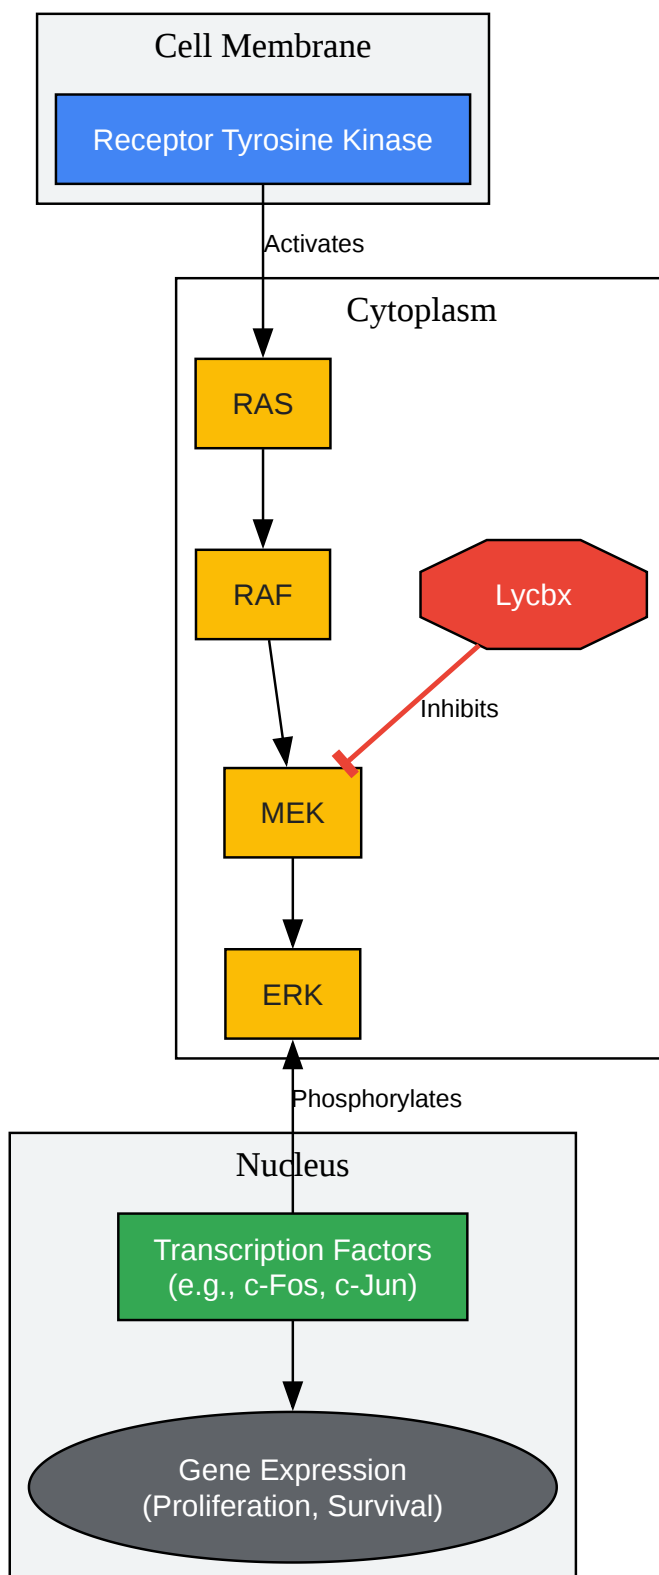 Cell Membrane
Receptor Tyrosine Kinase
Activates
Cytoplasm
RAS
RAF
Lycbx
Inhibits
MEK
ERK
Phosphorylates
Nucleus
Transcription Factors
(e.g., c-Fos, c-Jun)
Gene Expression
(Proliferation, Survival)